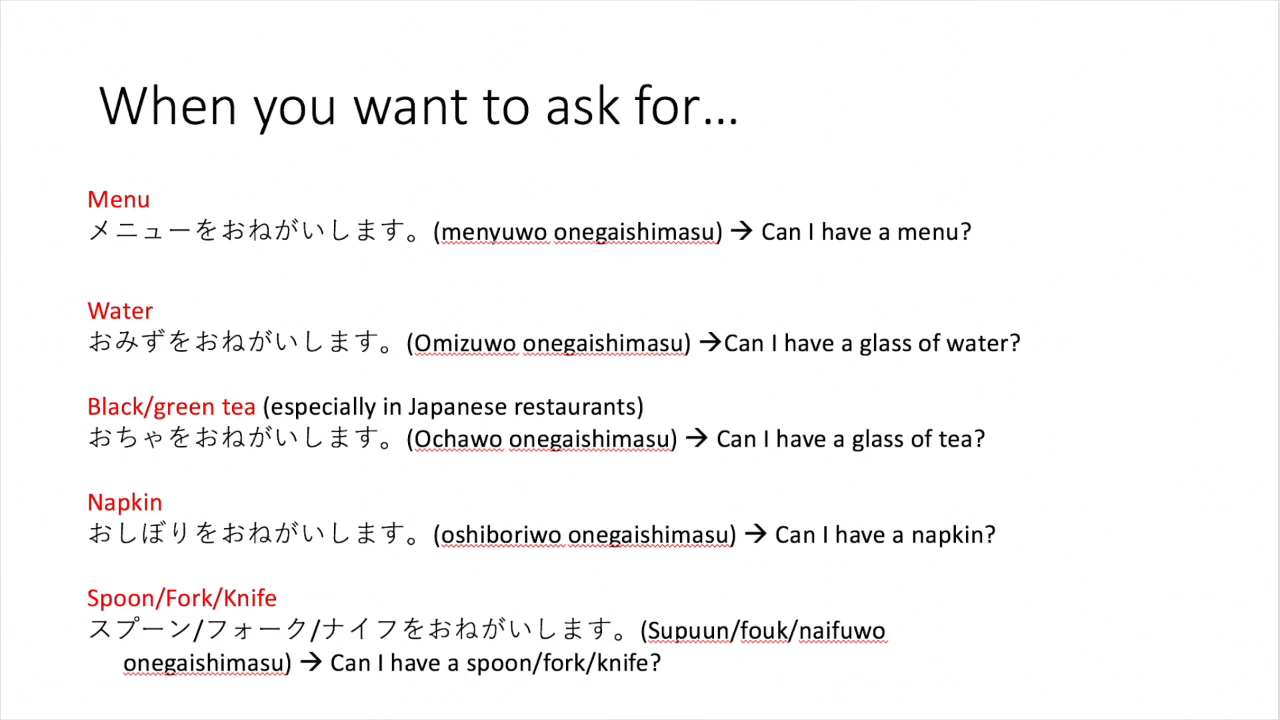 When you want to ask for...
Menu
メニューをおねがいします。(menyuwo onegaishimasu) → Can I have a menu?
Water
おみずをおねがいします。(Omizuwo onegaishimasu) →Can I have a glass of water?
Black/green tea (especially in Japanese restaurants)
おちゃをおねがいします。(Ochawo onegaishimasu) → Can I have a glass of tea?
Napkin
おしぼりをおねがいします。(oshiboriwo onegaishimasu) → Can I have a napkin?
Spoon/Fork/Knife
スプーン/フォーク/ナイフをおねがいします。(Supuun/fouk/naifuwo
onegaishimasu) → Can I have a spoon/fork/knife?